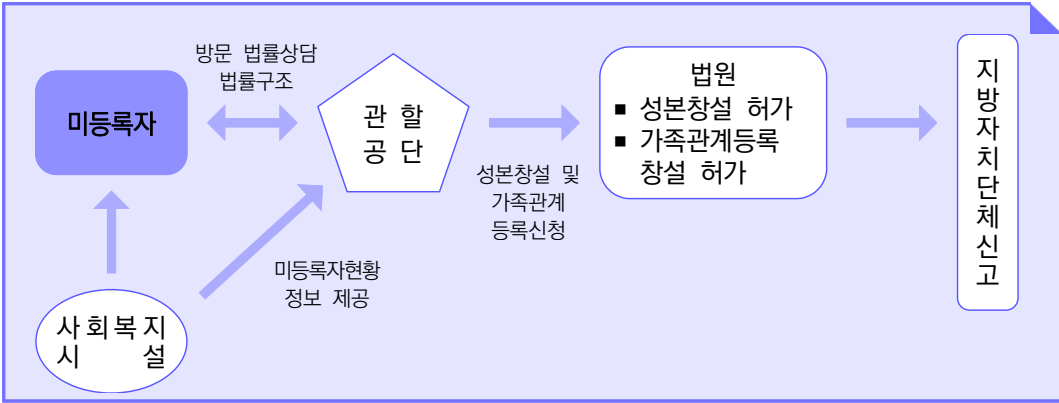 방문 법률상담
법률구조
미등록자
관 할
공 단
성본창설 및
가족관계
등록신청
법원
▪ 성본창설 허가
▪ 가족관계등록
창설 허가
지
방
자
치
단
체
신
고
미등록자현황
정보 제공
사회복지
시 설